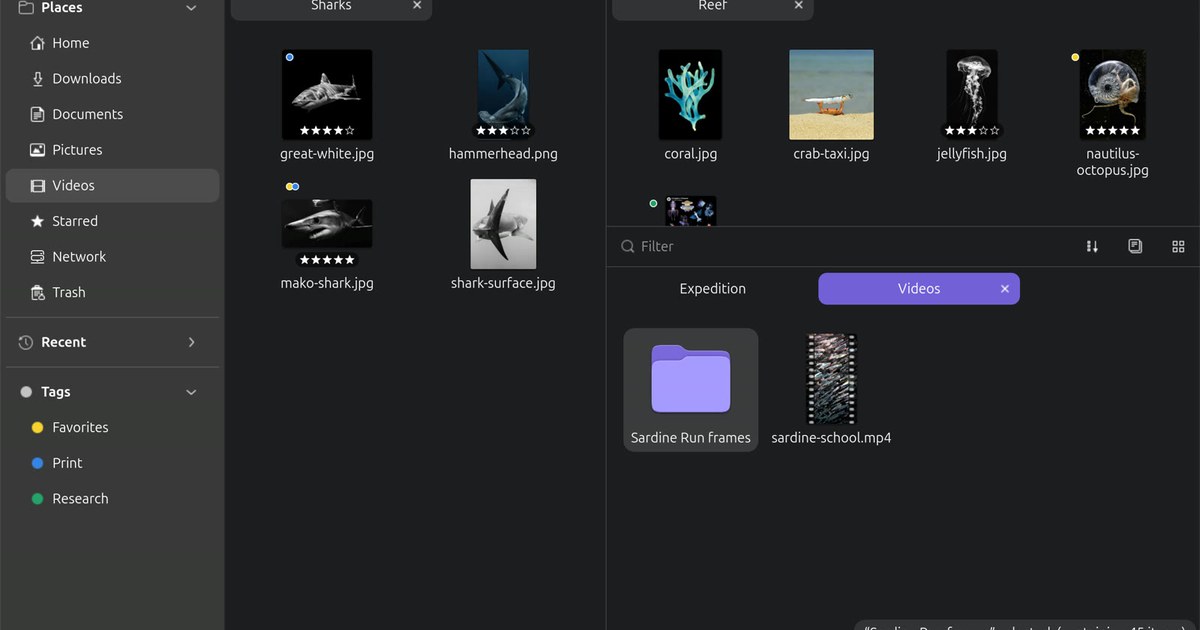 Places
Home
Downloads
Documents
Pictures
Videos
Starred
Network
Trash
Recent
Tags
Favorites
Print
Research
Sharks
great-white.jpg
hammerhead.png
mako-shark.jpg
shark-surface.jpg
Reef
coral.jpg
crab-taxi.jpg
jellyfish.jpg
nautilus-
octopus.jpg
Filter
Expedition
Videos
Sardine Run frames
sardine-school.mp4